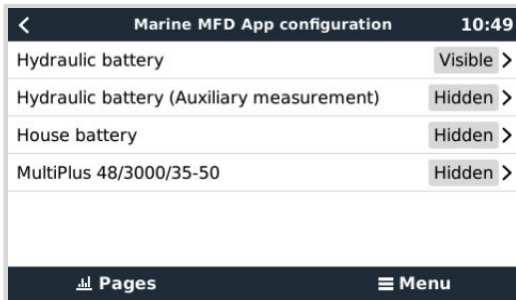 Marine MFD App configuration 10:49
Hydraulic battery Visible
Hydraulic battery (Auxiliary measurement) Hidden
House battery Hidden
MultiPlus 48/3000/35-50 Hidden
Pages Menu